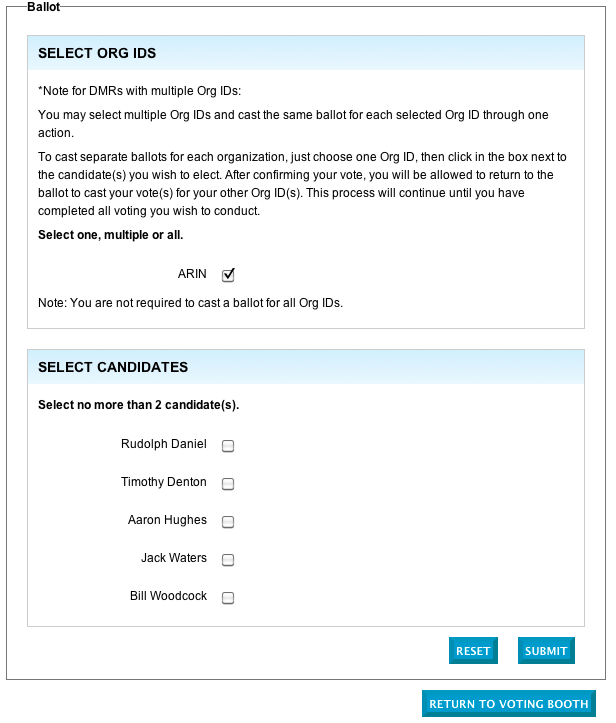 Ballot
SELECT ORG IDS
*Note for DMRs with multiple Org IDs:
You may select multiple Org IDs and cast the same ballot for each selected Org ID through one
action.
To cast separate ballots for each organization, just choose one Org ID, then click in the box next to
the candidate(s) you wish to elect. After confirming your vote, you will be allowed to return to the
ballot to cast your vote(s) for your other Org ID(s). This process will continue until you have
completed all voting you wish to conduct.
Select one, multiple or all.
ARIN
Note: You are not required to cast a ballot for all Org IDs.
SELECT CANDIDATES
Select no more than 2 candidate(s).
Rudolph Daniel
Timothy Denton
Aaron Hughes
Jack Waters
Bill Woodcock
RESET SUBMIT
RETURN TO VOTING BOOTH